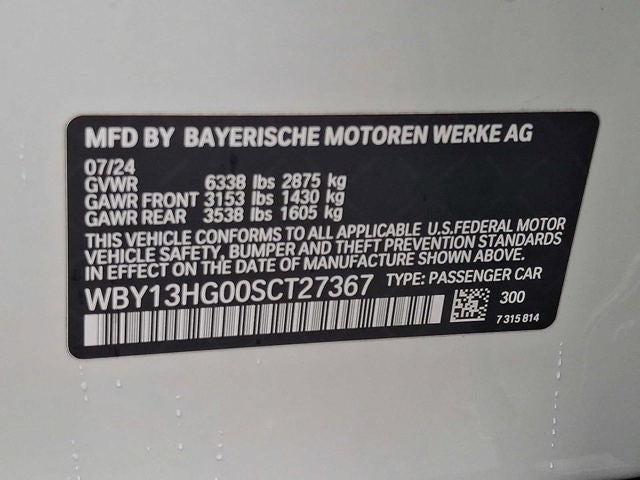 MFD BY BAYERISCHE MOTOREN WERKE AG
07/24
GVWR 6338 lbs 2875 kg
GAWR FRONT 3153 lbs 1430 kg
GAWR REAR 3538 lbs 1605 kg
THIS VEHICLE CONFORMS TO ALL APPLICABLE U.S.FEDERAL MOTOR
VEHICLE SAFETY, BUMPER AND THEFT PREVENTION STANDARDS
IN EFFECT ON THE DATE OF MANUFACTURE SHOWN ABOVE.
WBY13HG00SCT27367 TYPE: PASSENGER CAR
300
7 315 814